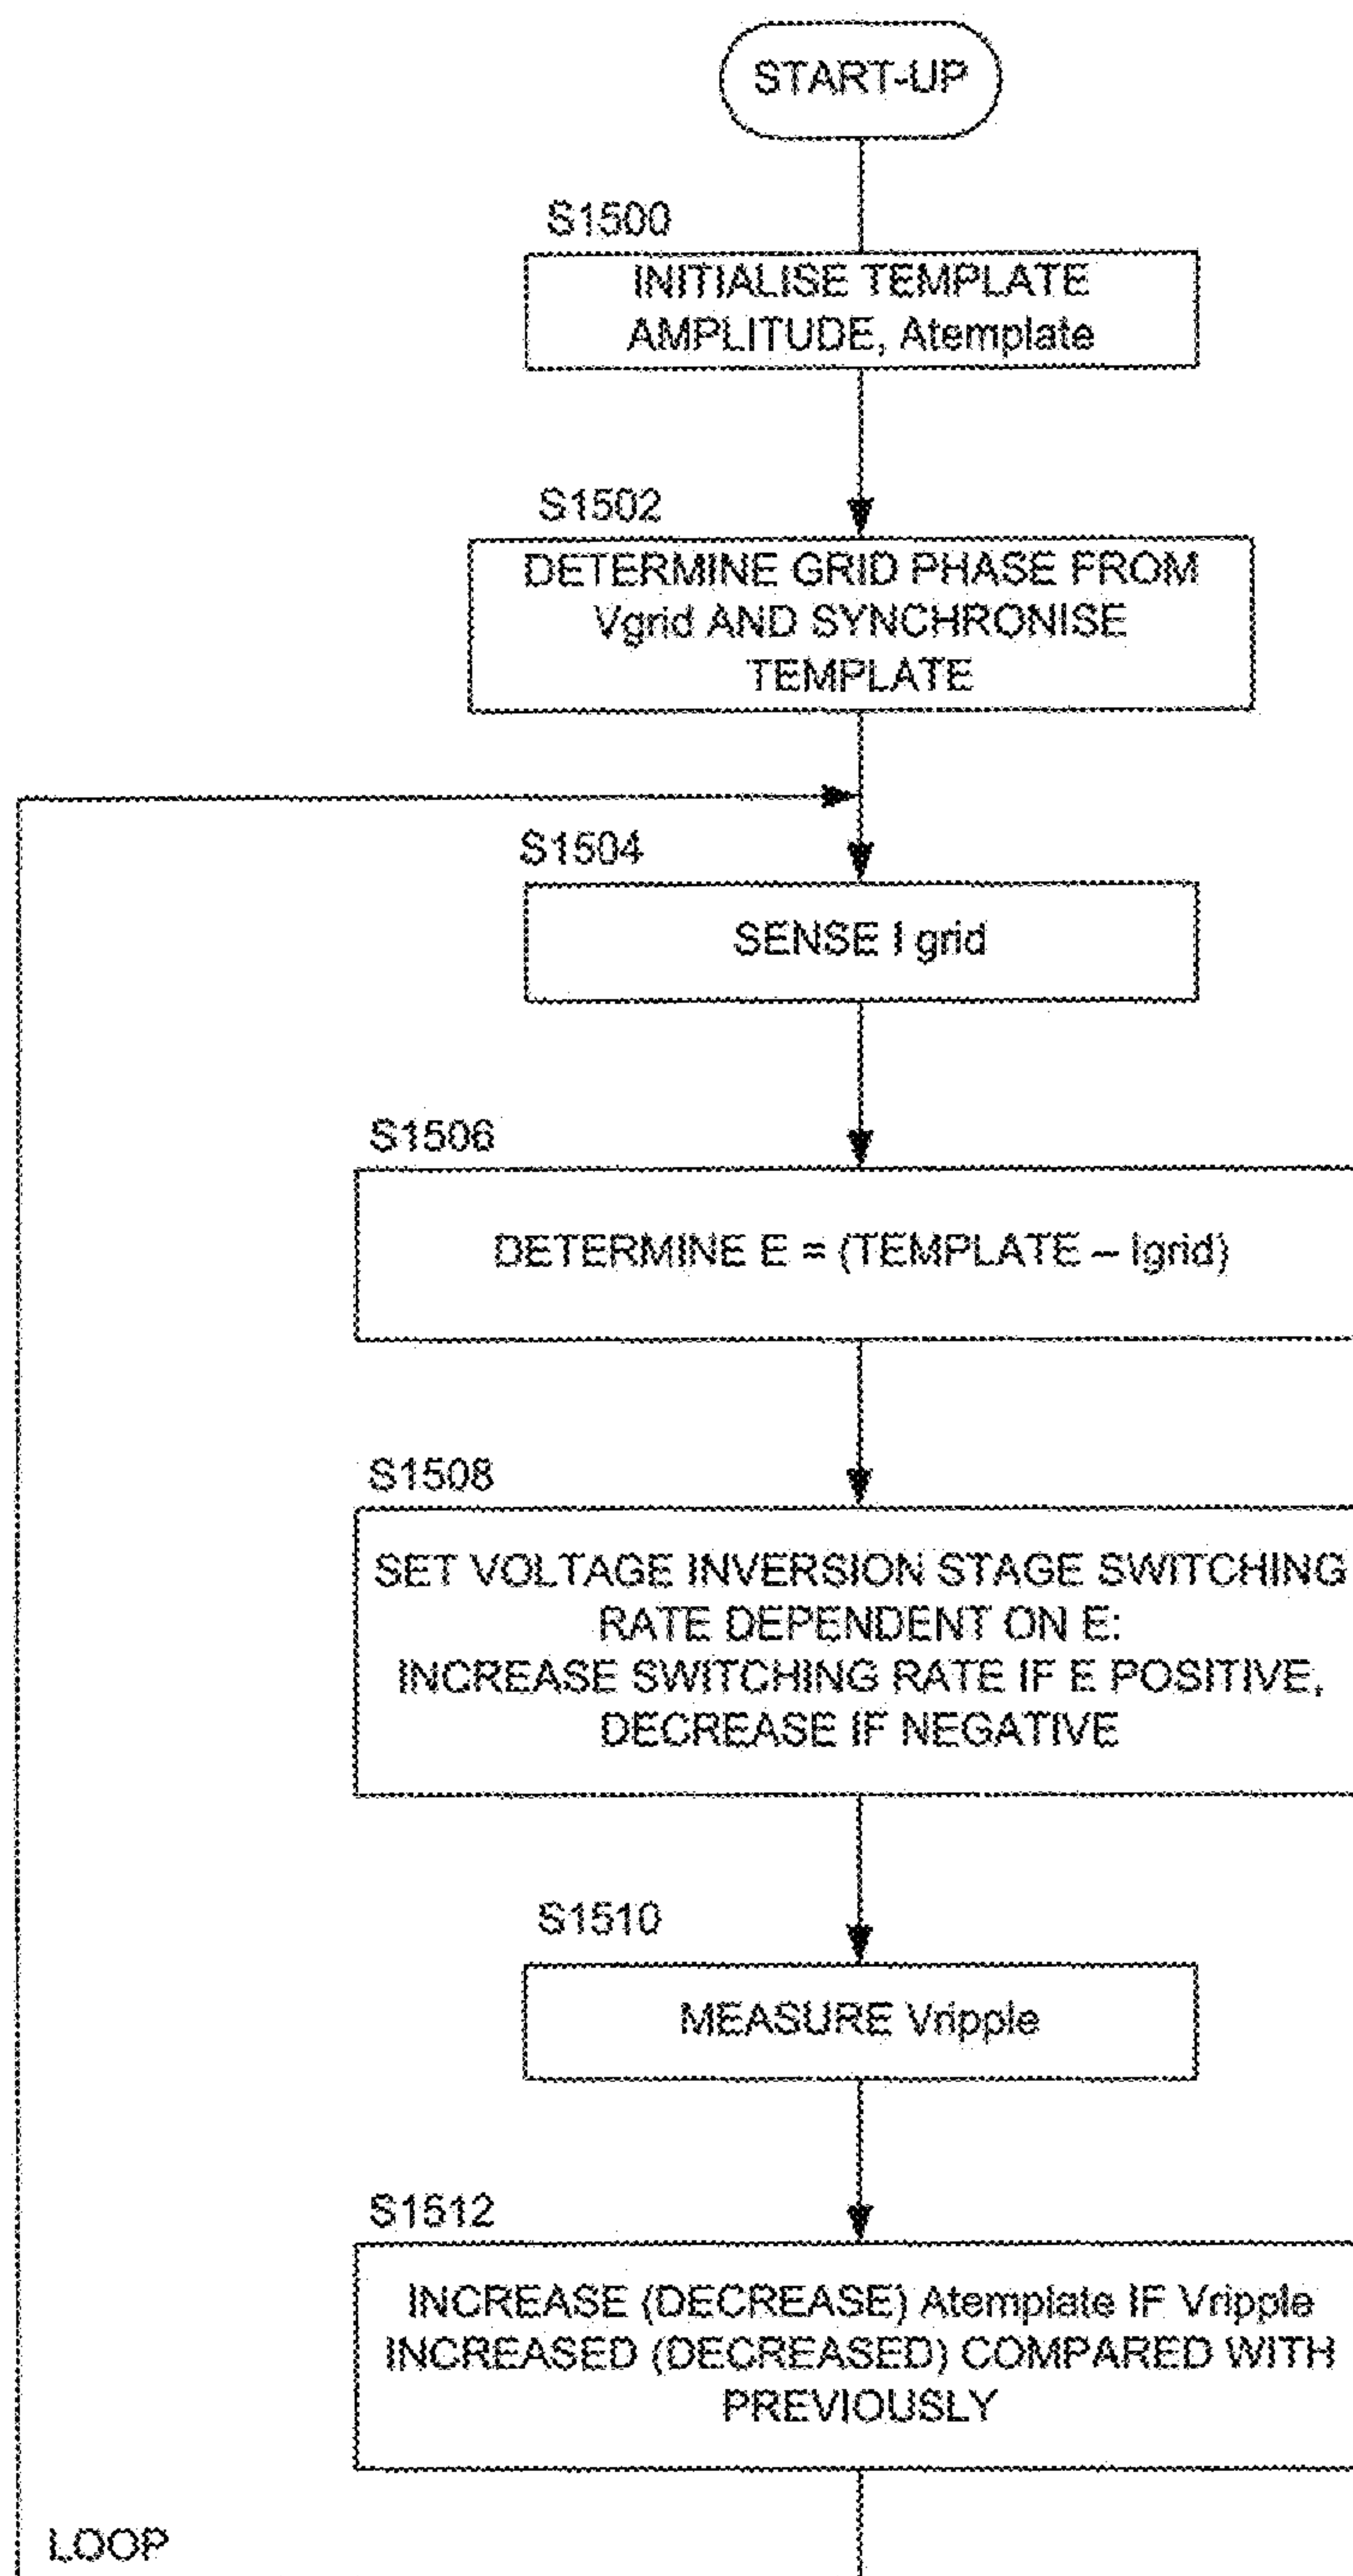 START-UP
S1500
INITIALISE TEMPLATE
AMPLITUDE, Atemplate
S1502
DETERMINE GRID PHASE FROM
Vgrid AND SYNCHRONISE
TEMPLATE
S1504
SENSE I grid
S1506
DETERMINE E = (TEMPLATE – Igrid)
S1508
SET VOLTAGE INVERSION STAGE SWITCHING
RATE DEPENDENT ON E:
INCREASE SWITCHING RATE IF E POSITIVE,
DECREASE IF NEGATIVE
S1510
MEASURE Vripple
S1512
INCREASE (DECREASE) Atemplate IF Vripple
INCREASED (DECREASED) COMPARED WITH
PREVIOUSLY
LOOP